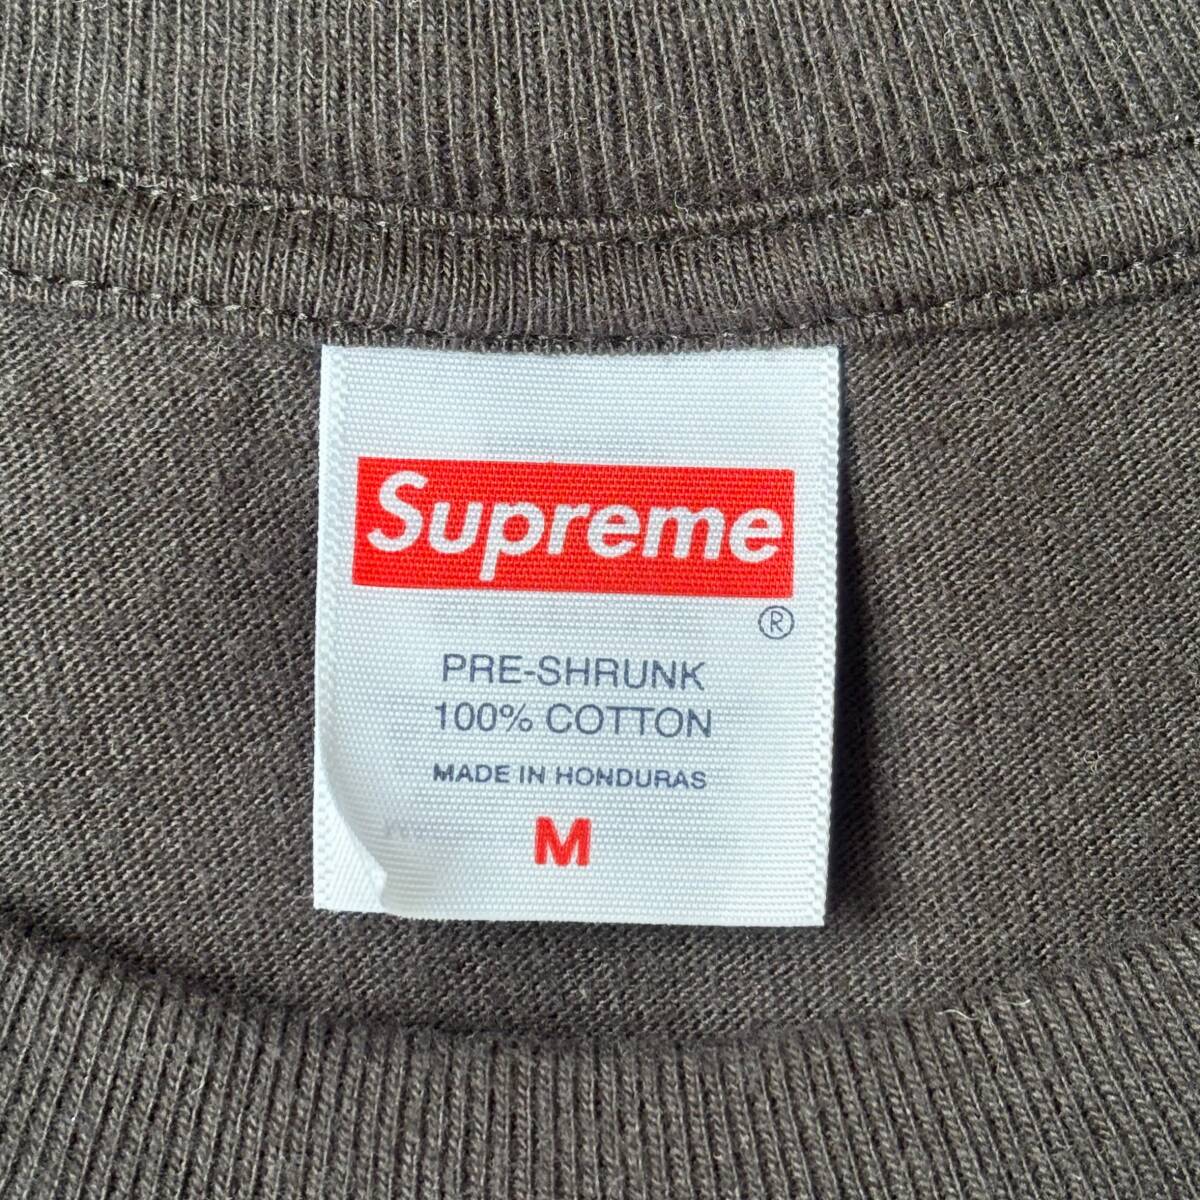 Supreme
®
PRE-SHRUNK
100% COTTON
MADE IN HONDURAS
M